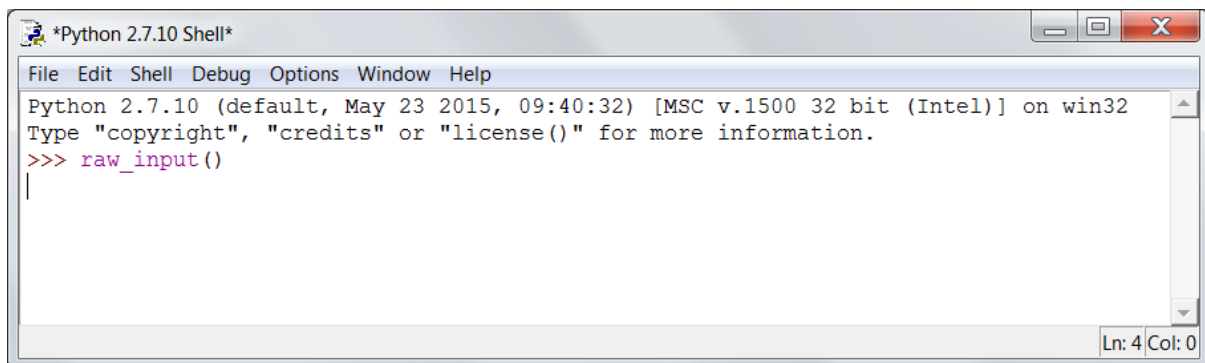 *Python 2.7.10 Shell*
File Edit Shell Debug Options Window Help
Python 2.7.10 (default, May 23 2015, 09:40:32) [MSC v.1500 32 bit (Intel)] on win32
Type "copyright", "credits" or "license()" for more information.
>>> raw_input()
Ln: 4 Col: 0